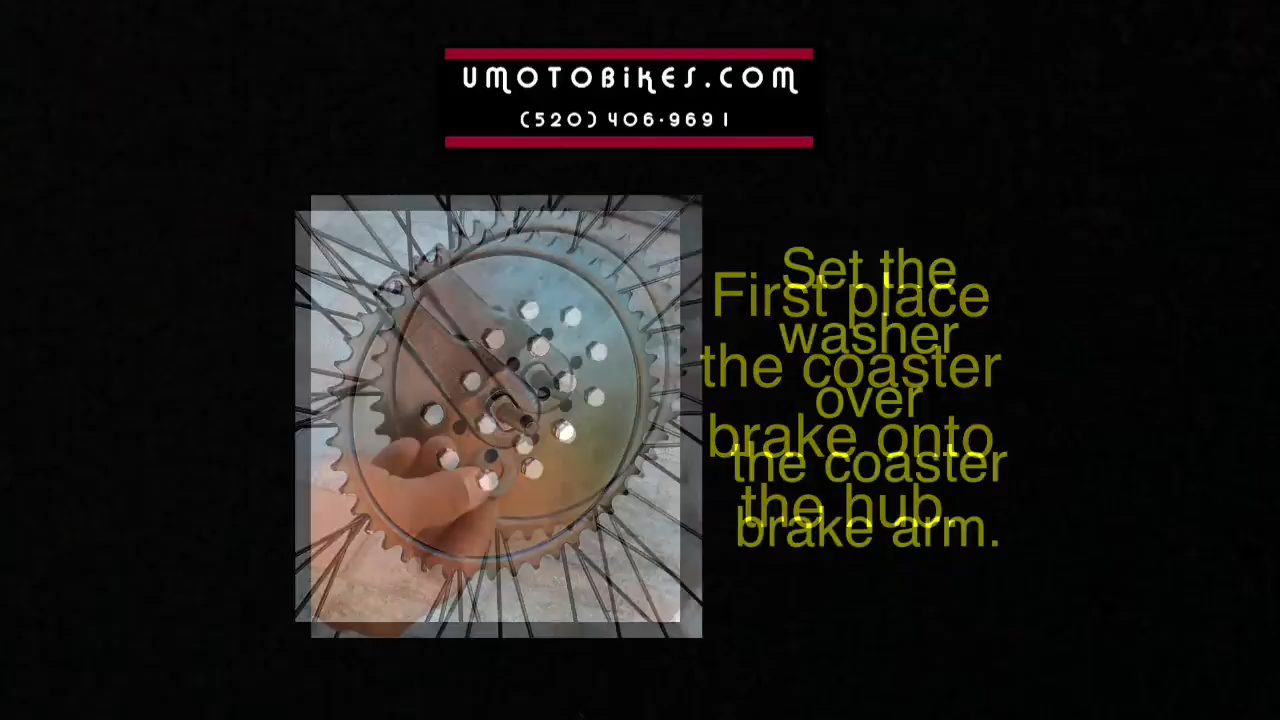 UMOTOBIKES.COM
(520) 406-9691
First place
the coaster
brake onto
the hub.
Set the
washer
over
the coaster
brake arm.